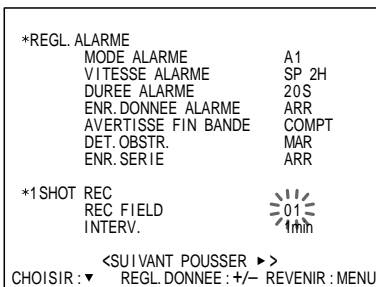 *REGL. ALARME
MODE ALARME A1
VITESSE ALARME SP 2H
DUREE ALARME 20S
ENR. DONNEE ALARME ARR
AVERTISSE FIN BANDE COMPT
DET. OBSTR. MAR
ENR. SERIE ARR
*1SHOT REC
REC FIELD 01
INTERV. 1min
<SUIVANT POUSSER ►>
CHOISIR : ▼ REGL. DONNEE : +/– REVENIR : MENU